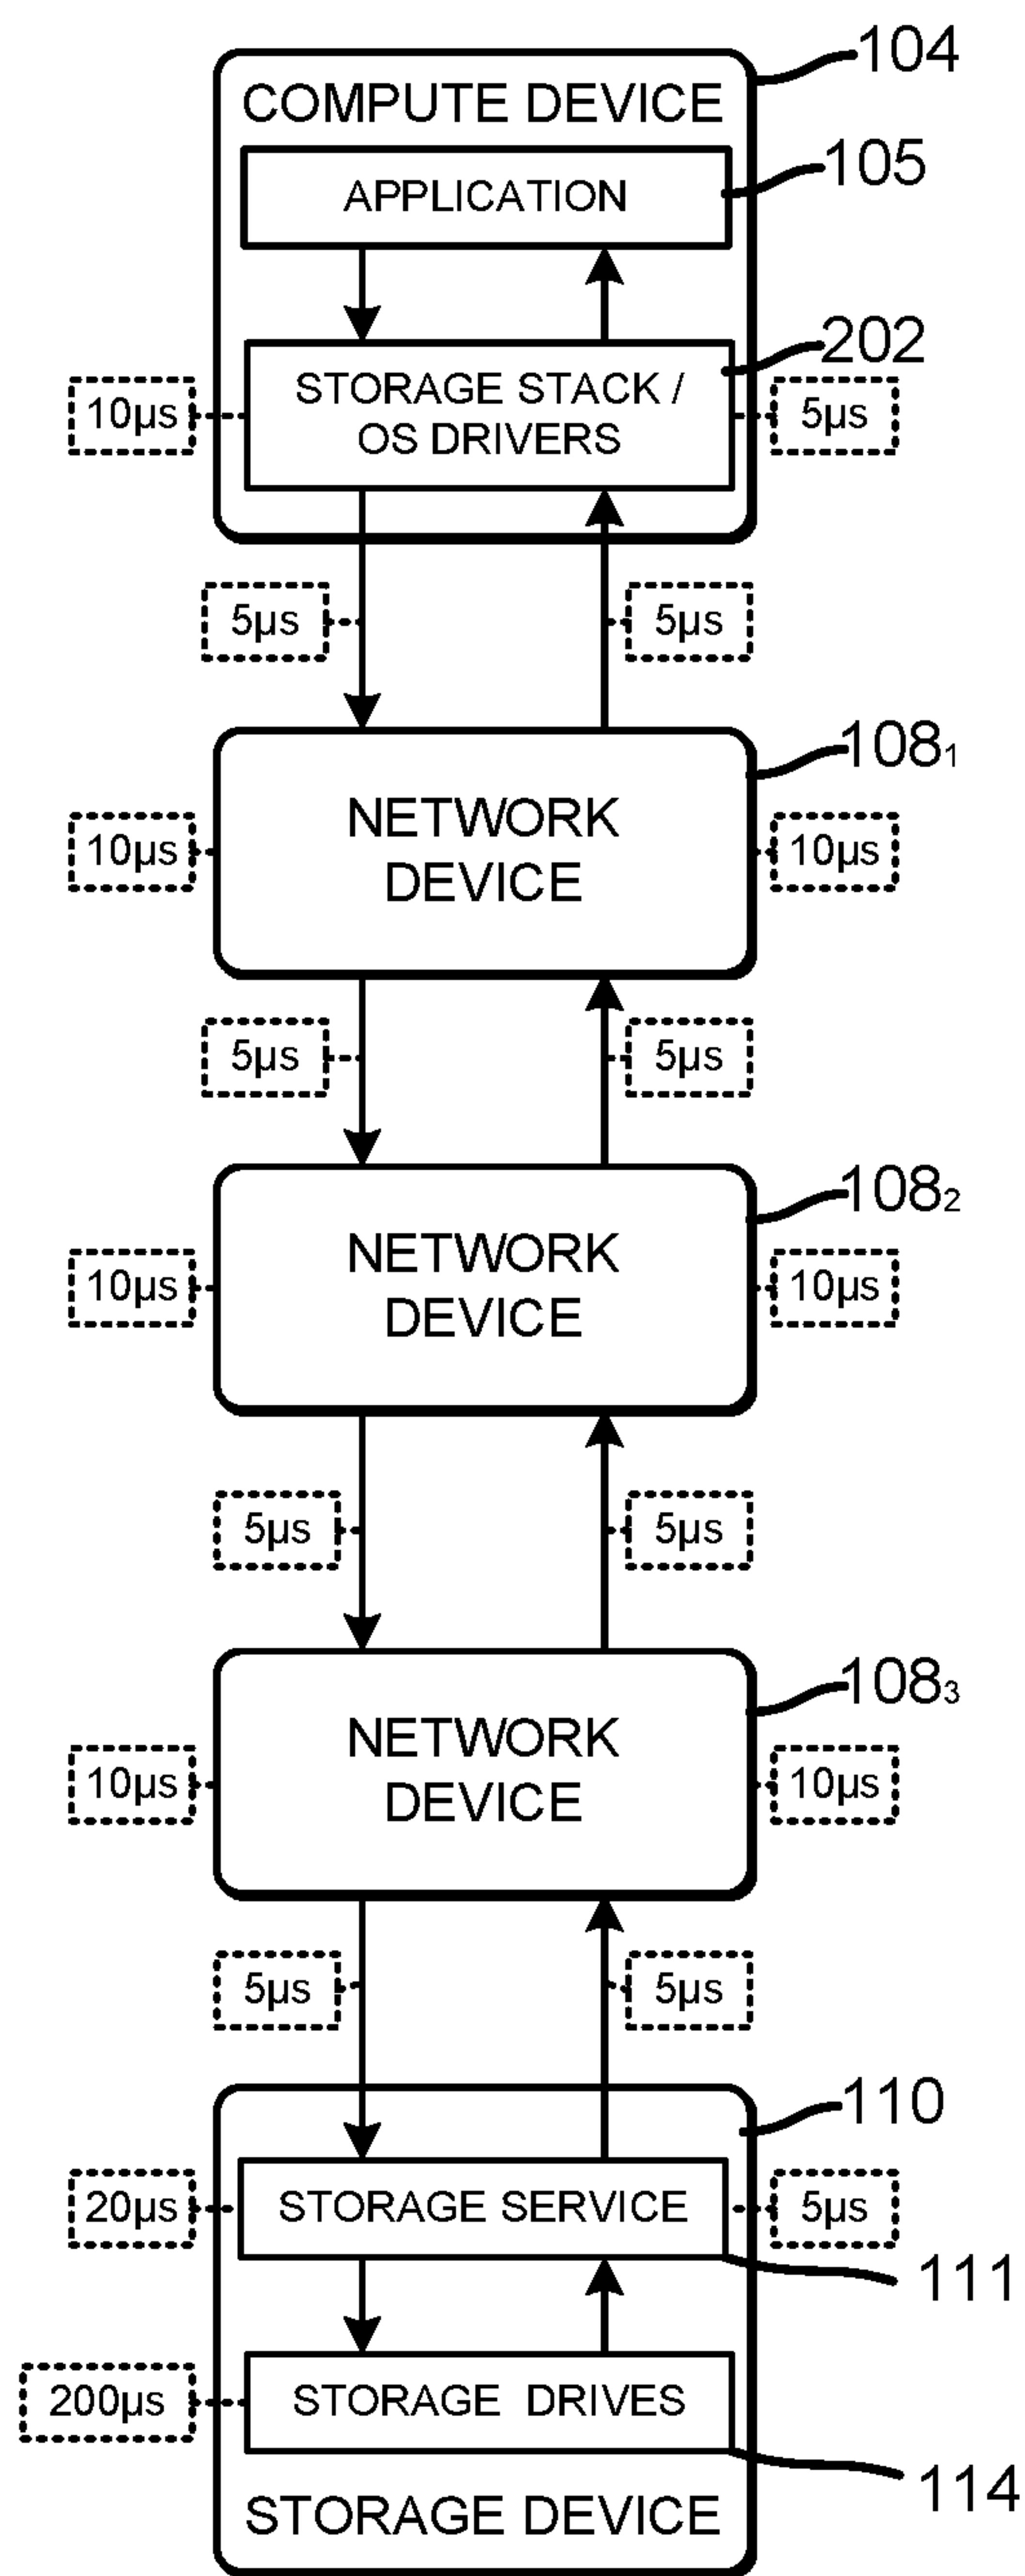 104
COMPUTE DEVICE
105
APPLICATION
202
STORAGE STACK /
OS DRIVERS
10µs
5µs
5µs
5µs
108₁
NETWORK
DEVICE
10µs
10µs
5µs
5µs
108₂
NETWORK
DEVICE
10µs
10µs
5µs
5µs
108₃
NETWORK
DEVICE
10µs
10µs
5µs
5µs
110
20µs
STORAGE SERVICE
5µs
111
200µs
STORAGE DRIVES
114
STORAGE DEVICE